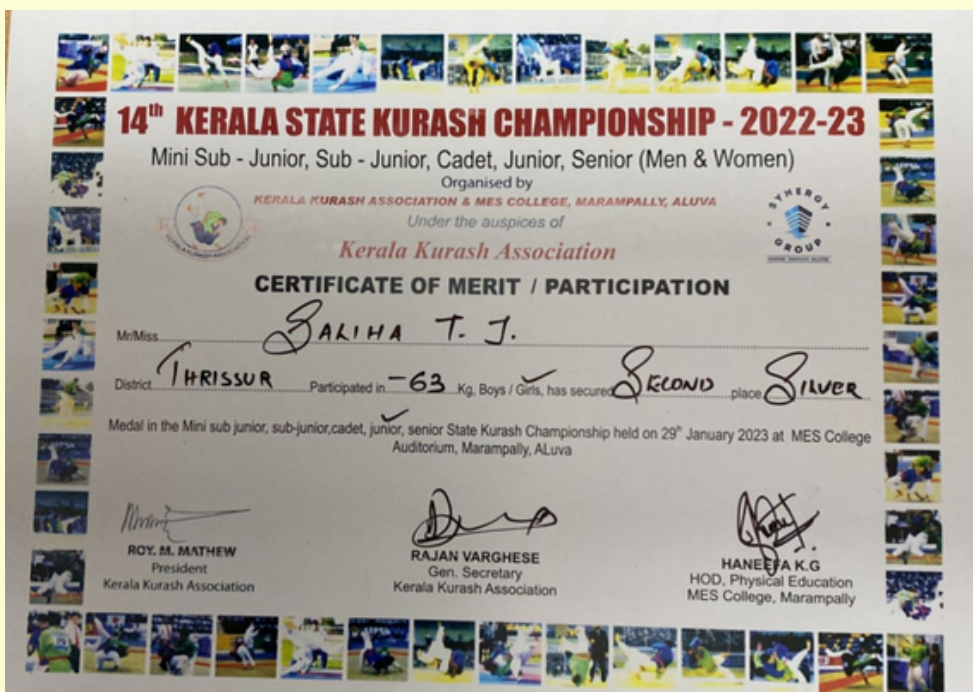 14th KERALA STATE KURASH CHAMPIONSHIP - 2022-23
Mini Sub - Junior, Sub - Junior, Cadet, Junior, Senior (Men & Women)
Organised by
KERALA KURASH ASSOCIATION & MES COLLEGE, MARAMPALLY, ALUVA
Under the auspices of
Kerala Kurash Association
KERALA KURASH ASSOCIATION
SYNERGY GROUP
CERTIFICATE OF MERIT / PARTICIPATION
Mr/Miss SALIHA T. J.
District THRISSUR Participated in -63 Kg, Boys / Girls, has secured SECOND place SILVER
Medal in the Mini sub junior, sub-junior,cadet, junior, senior State Kurash Championship held on 29th January 2023 at MES College
Auditorium, Marampally, ALuva
ROY. M. MATHEW
President
Kerala Kurash Association
RAJAN VARGHESE
Gen. Secretary
Kerala Kurash Association
HANEEFA K.G
HOD, Physical Education
MES College, Marampally